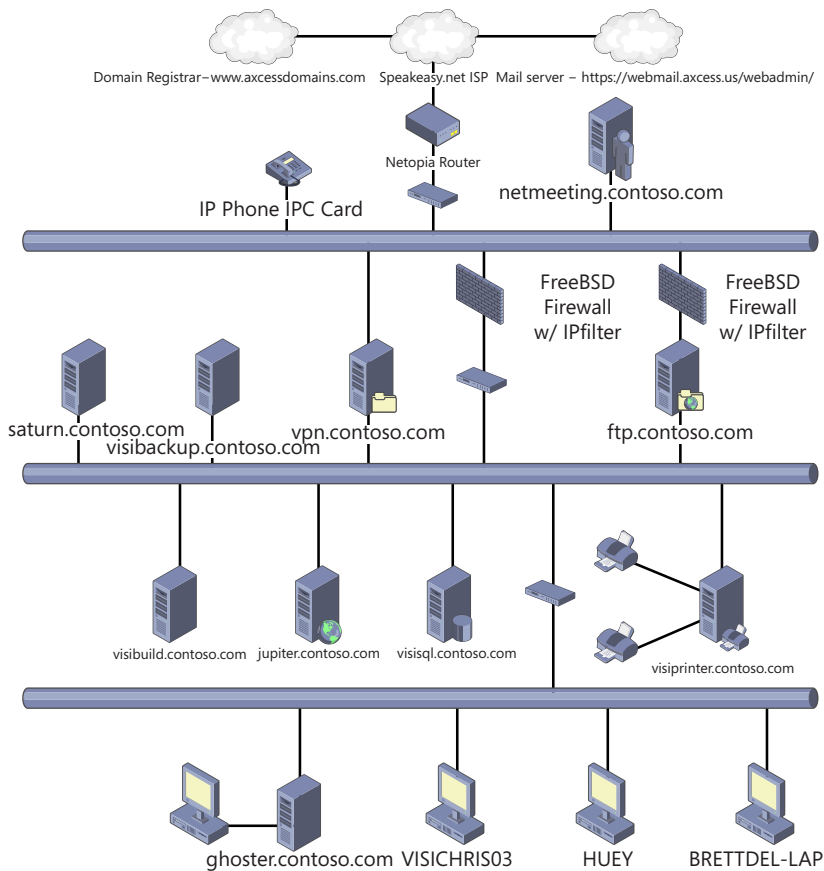 Domain Registrar–www.axcessdomains.com
Speakeasy.net ISP
Mail server – https://webmail.axcess.us/webadmin/
Netopia Router
IP Phone IPC Card
netmeeting.contoso.com
FreeBSD
Firewall
w/ IPfilter
FreeBSD
Firewall
w/ IPfilter
saturn.contoso.com
visibackup.contoso.com
vpn.contoso.com
ftp.contoso.com
visibuild.contoso.com
jupiter.contoso.com
visisql.contoso.com
visiprinter.contoso.com
ghoster.contoso.com
VISICHRIS03
HUEY
BRETTDEL-LAP